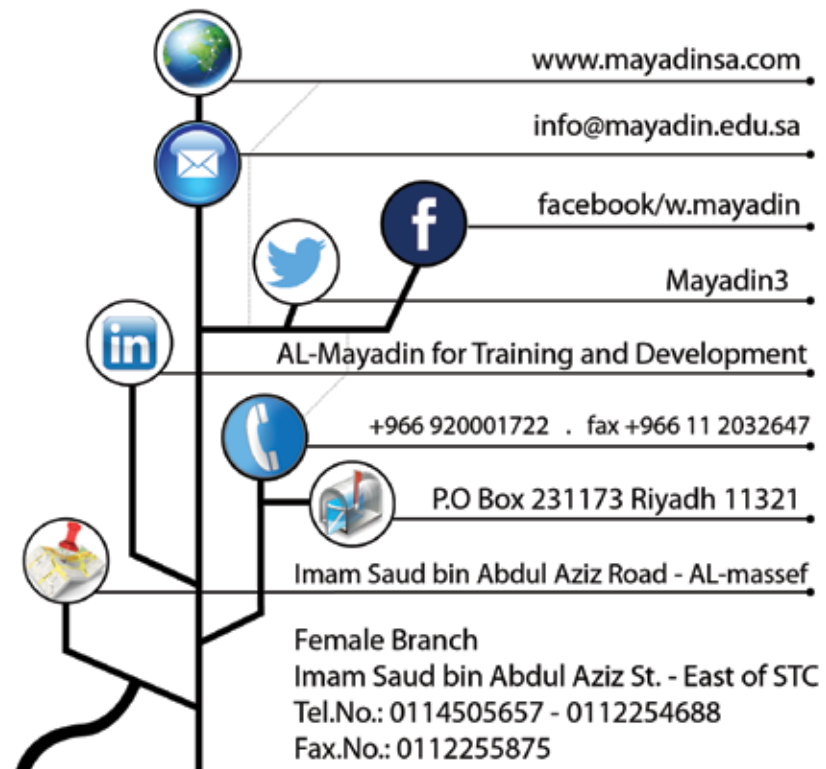 www.mayadinsa.com
info@mayadin.edu.sa
facebook/w.mayadin
Mayadin3
AL-Mayadin for Training and Development
+966 920001722 . fax +966 11 2032647
P.O Box 231173 Riyadh 11321
Imam Saud bin Abdul Aziz Road - AL-massef
Female Branch
Imam Saud bin Abdul Aziz St. - East of STC
Tel.No.: 0114505657 - 0112254688
Fax.No.: 0112255875